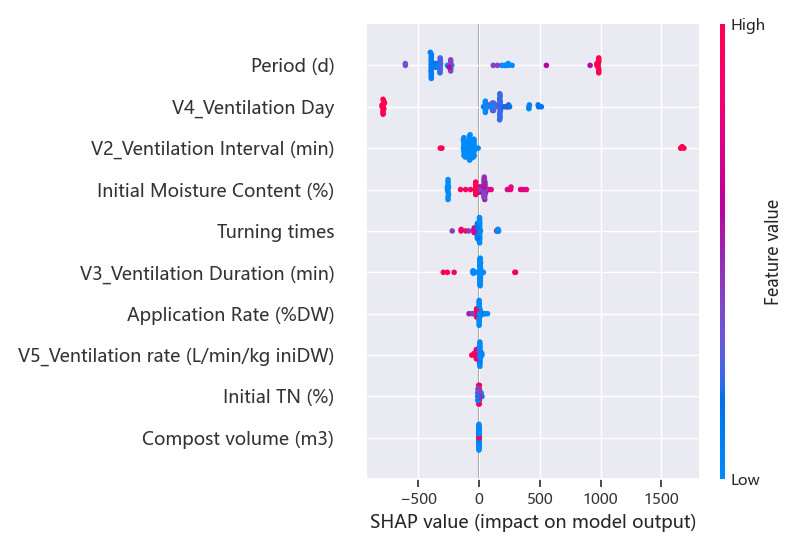 High
Period (d)
V4_Ventilation Day
V2_Ventilation Interval (min)
Initial Moisture Content (%)
Turning times
V3_Ventilation Duration (min)
Application Rate (%DW)
V5_Ventilation rate (L/min/kg iniDW)
Initial TN (%)
Compost volume (m3)
Low
Feature value
−500 0 500 1000 1500
SHAP value (impact on model output)